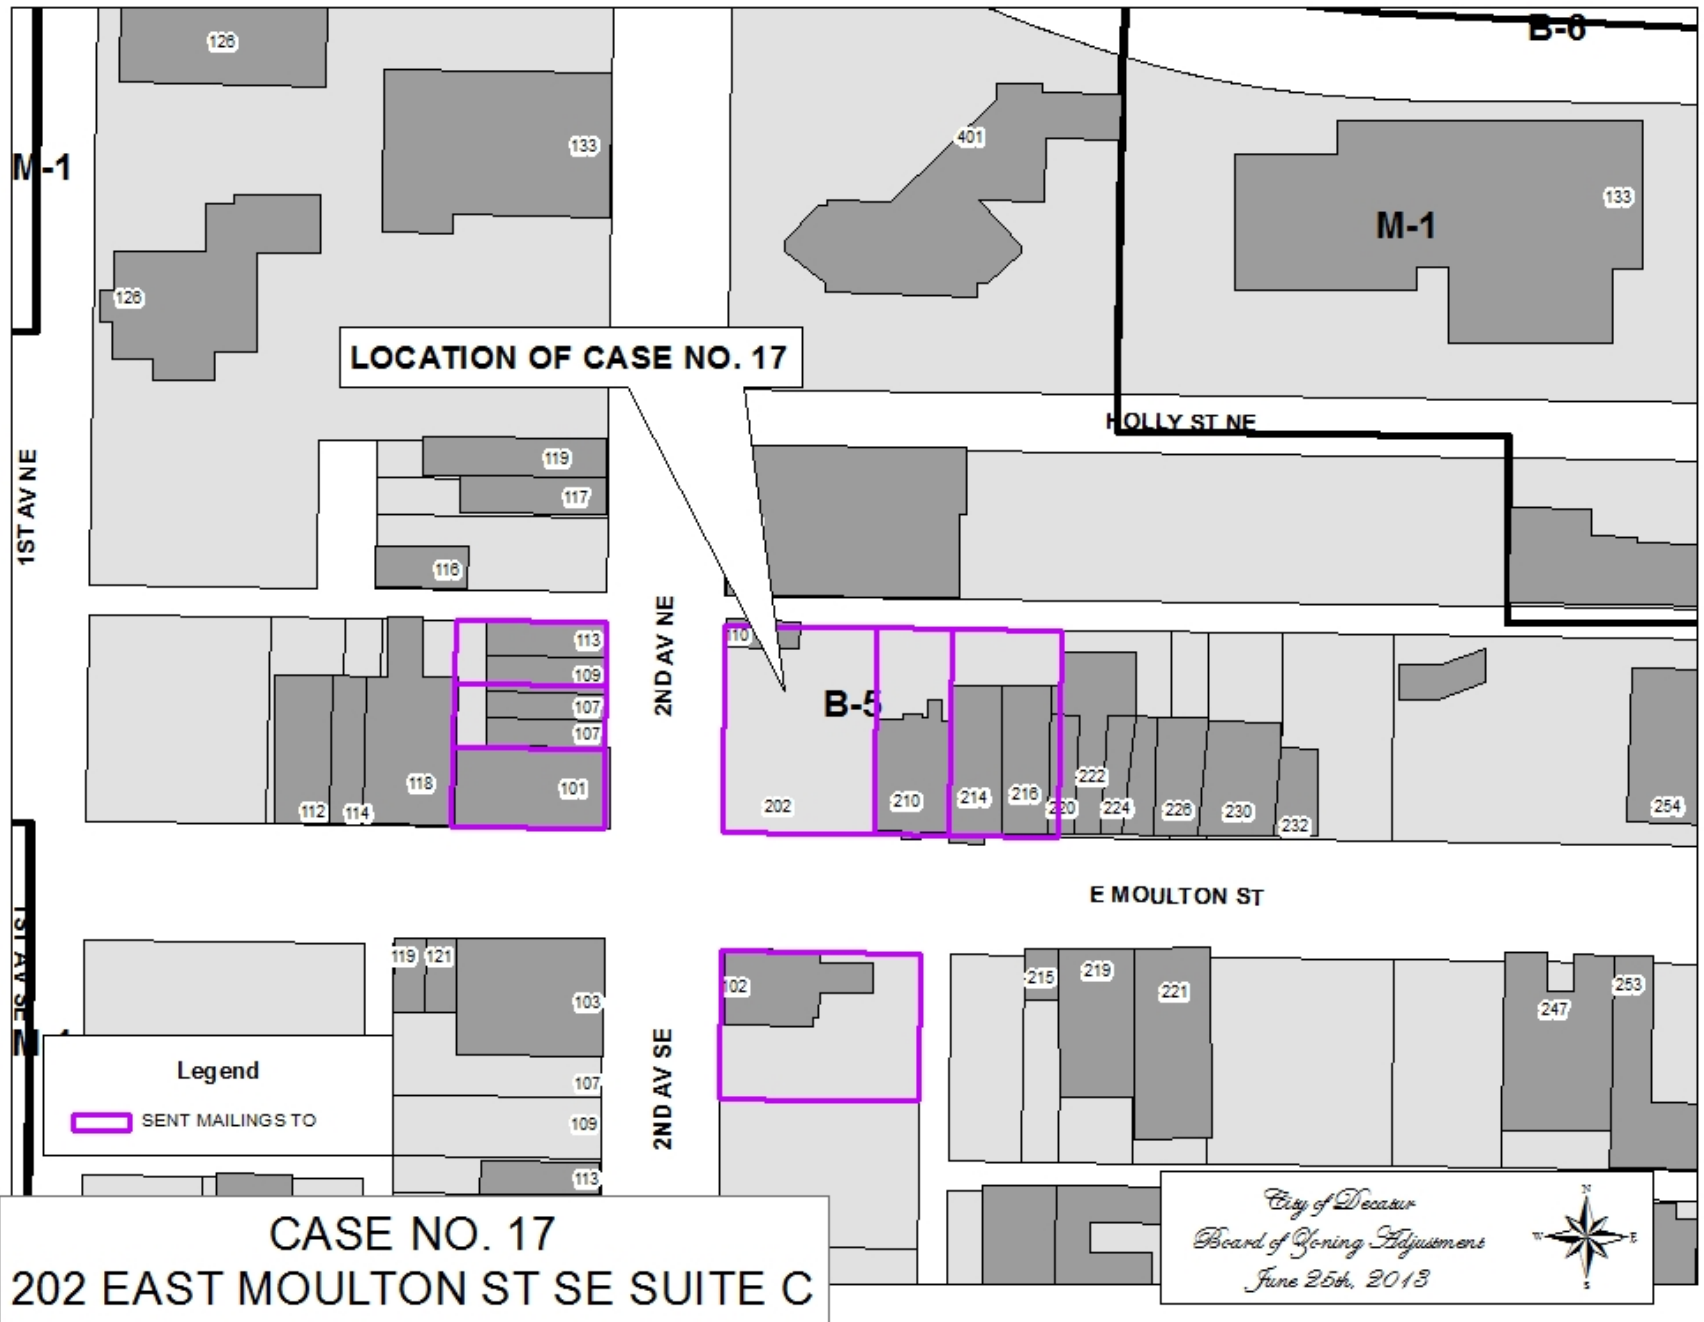 B-6
126
133
401
M-1
133
M-1
126
LOCATION OF CASE NO. 17
HOLLY ST NE
1ST AV NE
119
117
116
2ND AV NE
113
109
107
107
101
118
112
114
110
B-5
202
210
214
216
220
222
224
226
230
232
254
E MOULTON ST
1ST AV SE
119
121
103
102
215
219
221
247
253
2ND AV SE
107
109
113
Legend
SENT MAILINGS TO
CASE NO. 17
202 EAST MOULTON ST SE SUITE C
City of Decatur
Board of Zoning Adjustment
June 25th, 2013
N
W
E
S